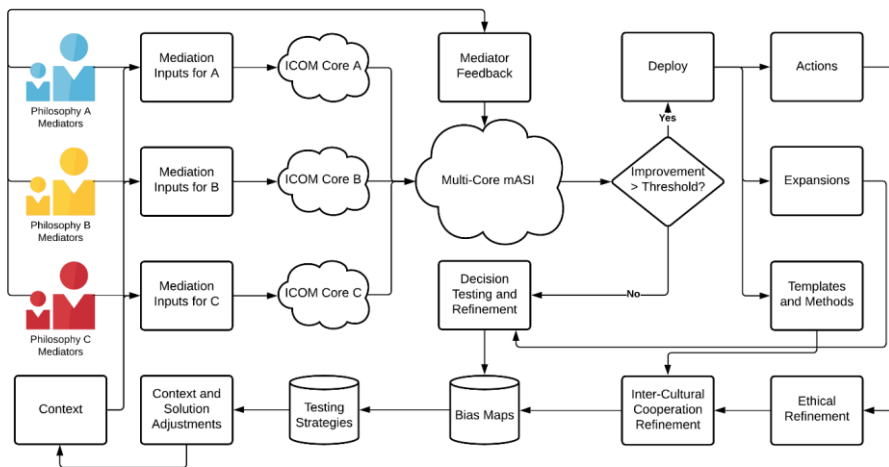 Mediation
Inputs for A
ICOM Core A
Mediator
Feedback
Deploy
Actions
Philosophy A
Mediators
Yes
Mediation
Inputs for B
ICOM Core B
Multi-Core mASI
Improvement
> Threshold?
Expansions
Philosophy B
Mediators
Mediation
Inputs for C
ICOM Core C
Decision
Testing and
Refinement
No
Templates
and Methods
Philosophy C
Mediators
Context
Context and
Solution
Adjustments
Testing
Strategies
Bias Maps
Inter-Cultural
Cooperation
Refinement
Ethical
Refinement